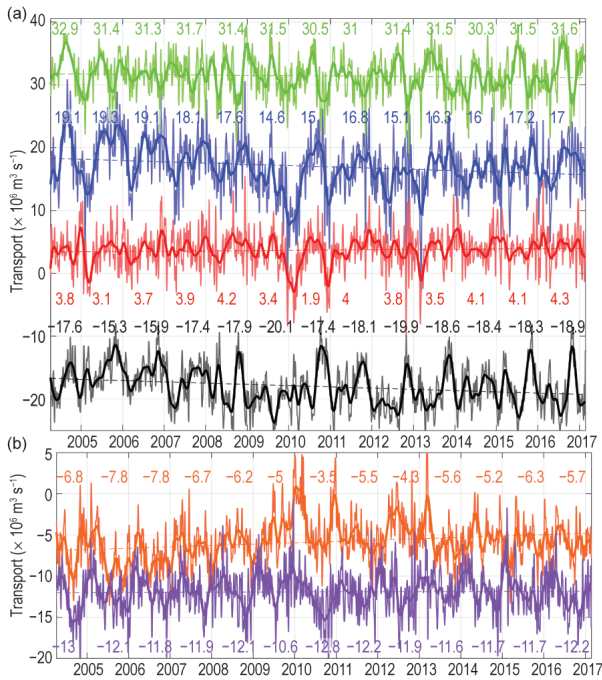 (a)
Transport (× 10⁶ m³ s⁻¹)
40
32.9 31.4 31.3 31.7 31.4 31.5 30.5 31 31.4 31.5 30.3 31.5 31.6
30
20
19.1 19.3 19.1 18.1 17.6 14.6 15 16.8 15.1 16.3 16 17.2 17
10
0
3.8 3.1 3.7 3.9 4.2 3.4 1.9 4 3.8 3.5 4.1 4.1 4.3
−17.6 −15.3 −15.9 −17.4 −17.9 −20.1 −17.4 −18.1 −19.9 −18.6 −18.4 −18.3 −18.9
−10
−20
2005 2006 2007 2008 2009 2010 2011 2012 2013 2014 2015 2016 2017
(b)
Transport (× 10⁶ m³ s⁻¹)
5
−6.8 −7.8 −7.8 −6.7 −6.2 −5 −3.5 −5.5 −4.3 −5.6 −5.2 −6.3 −5.7
0
−5
−10
−15
−13 −12.1 −11.8 −11.9 −12.1 −10.6 −12.8 −12.2 −11.9 −11.6 −11.7 −11.7 −12.2
−20
2005 2006 2007 2008 2009 2010 2011 2012 2013 2014 2015 2016 2017